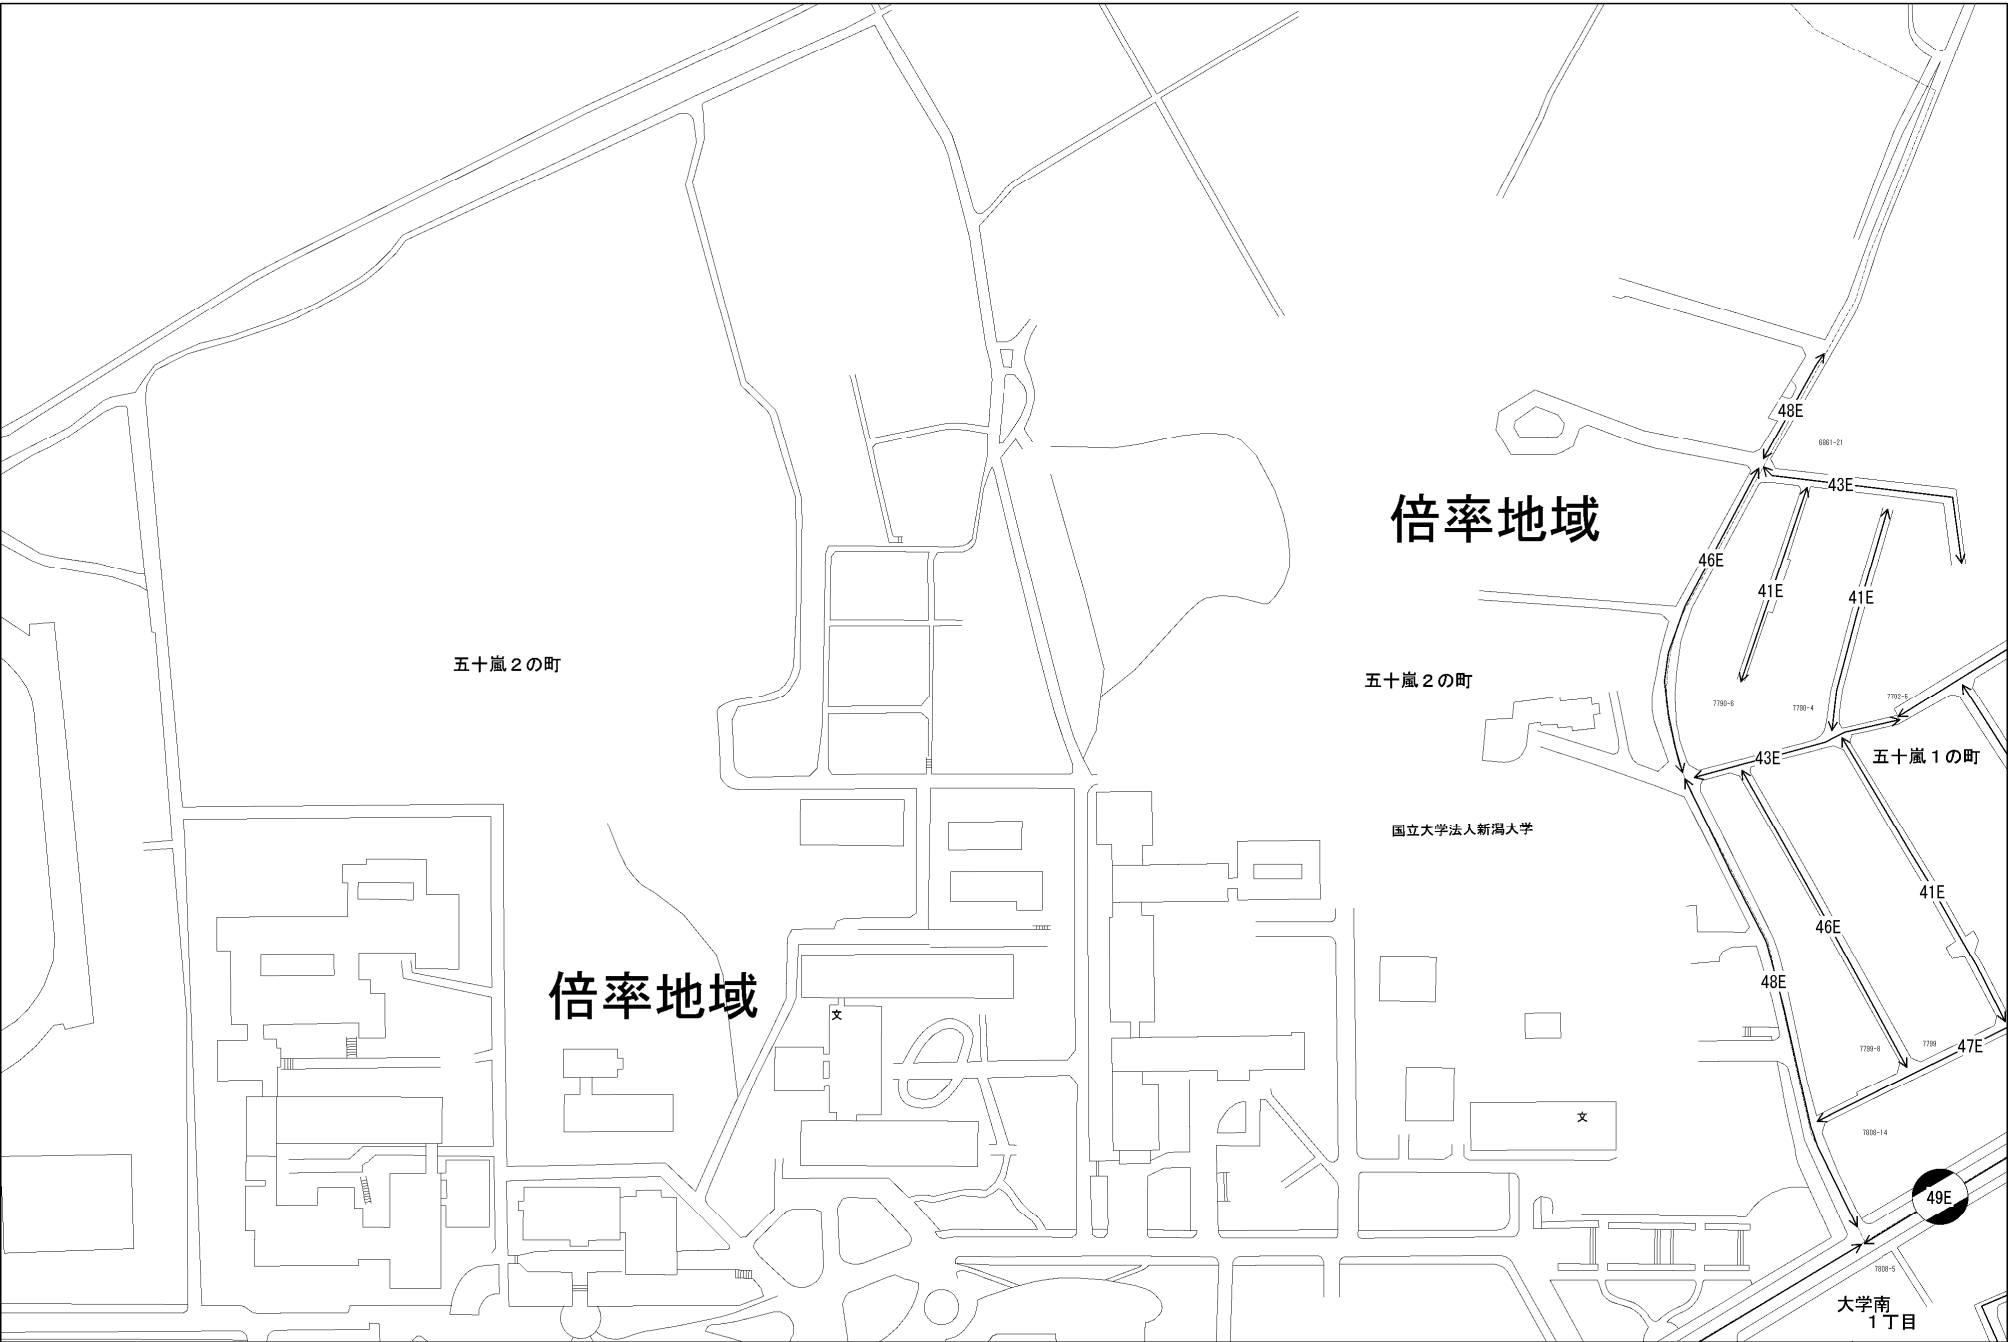 48E
6861-21
43E
倍率地域
46E
41E
41E
五十嵐2の町
五十嵐2の町
7702-5
7790-6
7790-4
43E
五十嵐1の町
国立大学法人新潟大学
41E
46E
48E
倍率地域
文
7799
7799-8
47E
文
7808-14
49E
7808-5
大学南
1丁目